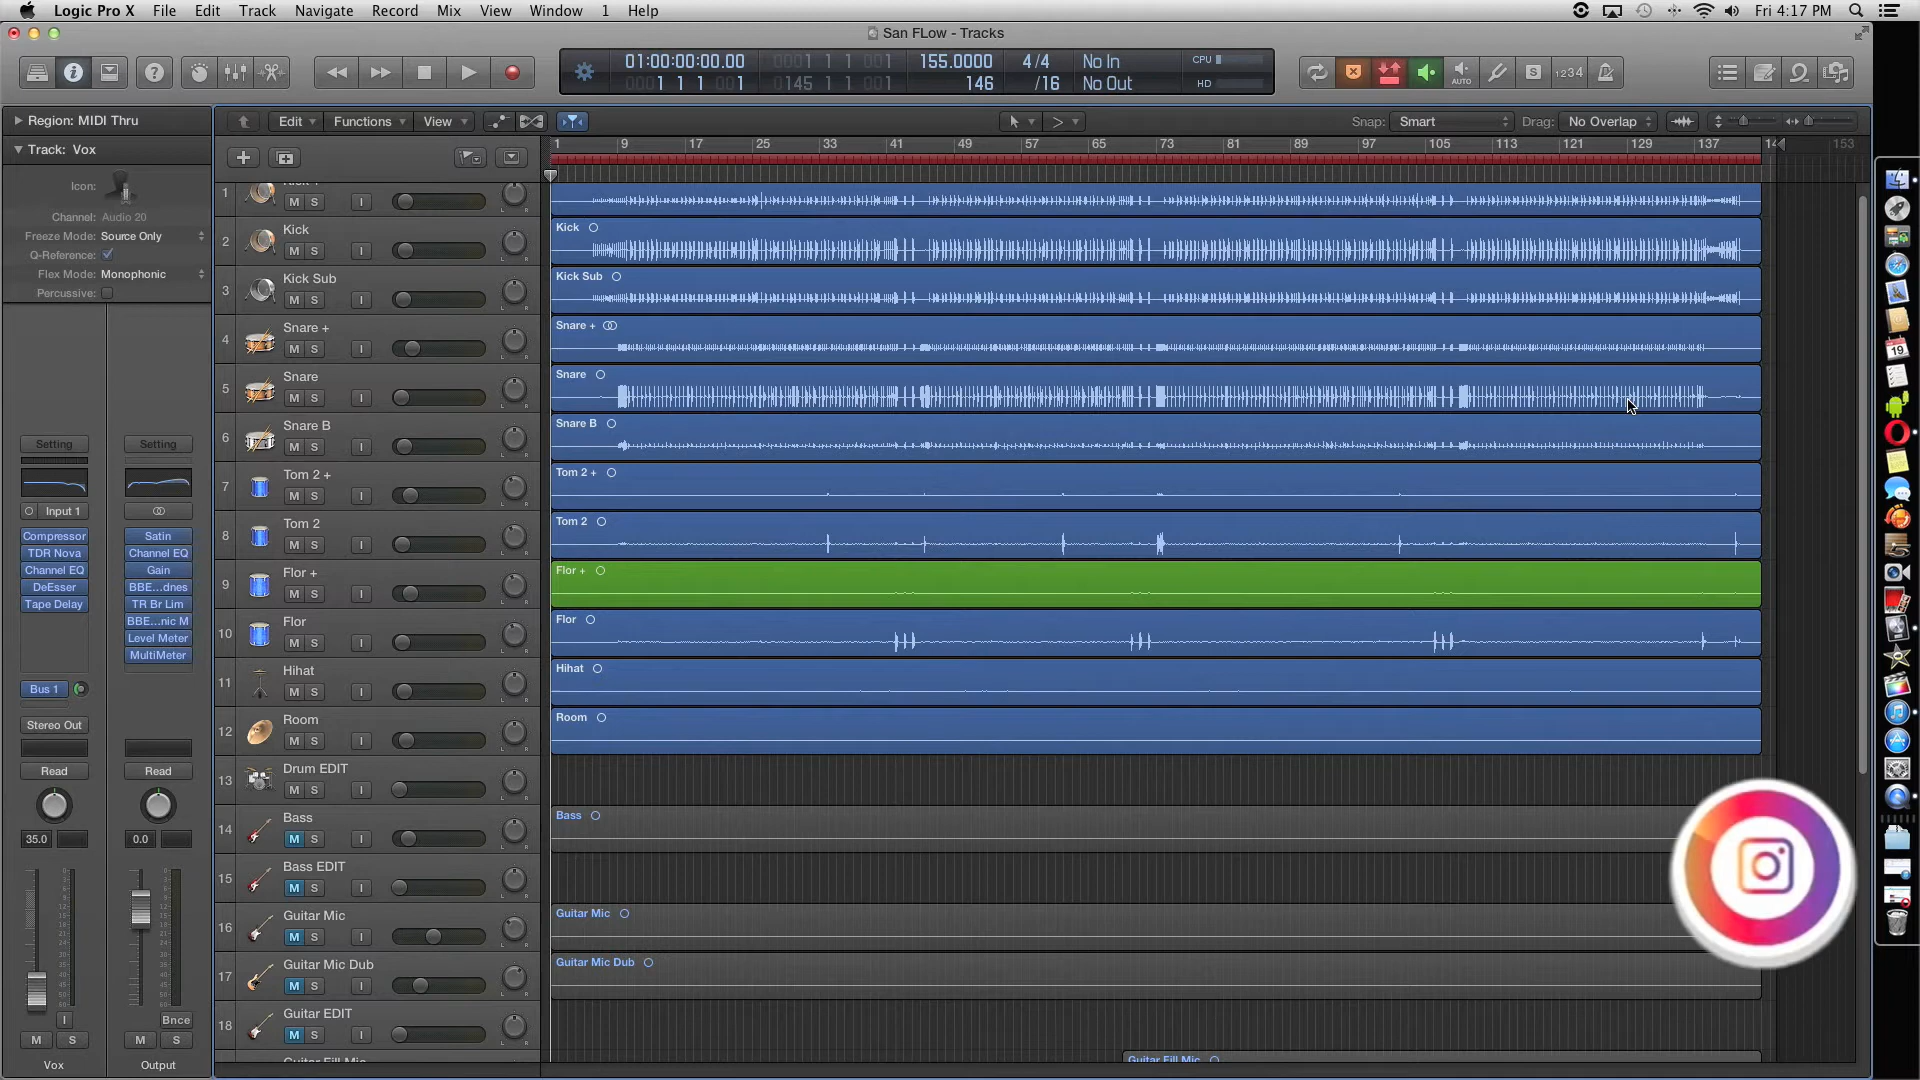 Logic Pro X File Edit Track Navigate Record Mix View Window 1 Help Fri 4:17 PM
San FLow - Tracks
01:00:00:00.00 0001 1 1 001 155.0000 4/4 No In CPU
0001 1 1 001 0145 1 1 001 146 /16 No Out HD
AUTO S 1234
Region: MIDI Thru Edit Functions View Snap: Smart Drag: No Overlap
Track: Vox
1 9 17 25 33 41 49 57 65 73 81 89 97 105 113 121 129 137 153
Icon:
Channel: Audio 20
Freeze Mode: Source Only
Q-Reference:
Flex Mode: Monophonic
Percussive:
Setting Setting
Input 1
Compressor Satin
TDR Nova Channel EQ
Channel EQ Gain
DeEsser BBE...dnes
Tape Delay TR Br Lim
BBE...nic M
Level Meter
MultiMeter
Bus 1
Stereo Out
Read Read
35.0 0.0
I Bnce
M S M S
Vox Output
1 M S I
2 Kick M S I Kick
3 Kick Sub M S I Kick Sub
4 Snare + M S I Snare +
5 Snare M S I Snare
6 Snare B M S I Snare B
7 Tom 2 + M S I Tom 2 +
8 Tom 2 M S I Tom 2
9 Flor + M S I Flor +
10 Flor M S I Flor
11 Hihat M S I Hihat
12 Room M S I Room
13 Drum EDIT M S I
14 Bass M S I Bass
15 Bass EDIT M S I
16 Guitar Mic M S I Guitar Mic
17 Guitar Mic Dub M S I Guitar Mic Dub
18 Guitar EDIT M S I
Guitar Fill Mic Guitar Fill Mic
19